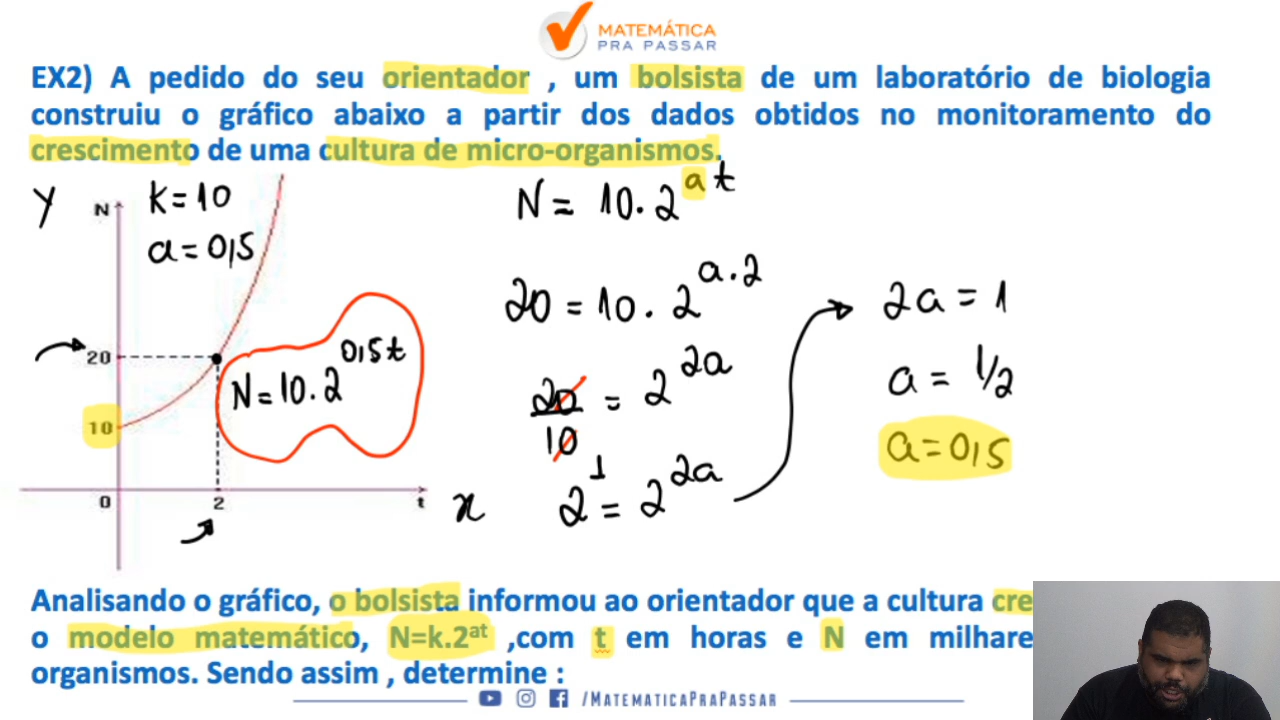 MATEMÁTICA
PRA PASSAR
EX2) A pedido do seu orientador , um bolsista de um laboratório de biologia
construiu o gráfico abaixo a partir dos dados obtidos no monitoramento do
crescimento de uma cultura de micro-organismos.
Y
N
k=10
a=0,5
20
10
0
2
t
x
N=10.2^0,5t
N = 10.2^at
20 = 10.2^a.2
20/10 = 2^2a
2^1 = 2^2a
2a = 1
a = 1/2
a=0,5
Analisando o gráfico, o bolsista informou ao orientador que a cultura cre
o modelo matemático, N=k.2^at ,com t em horas e N em milhare
organismos. Sendo assim , determine :
/MATEMATICAPRAPASSAR